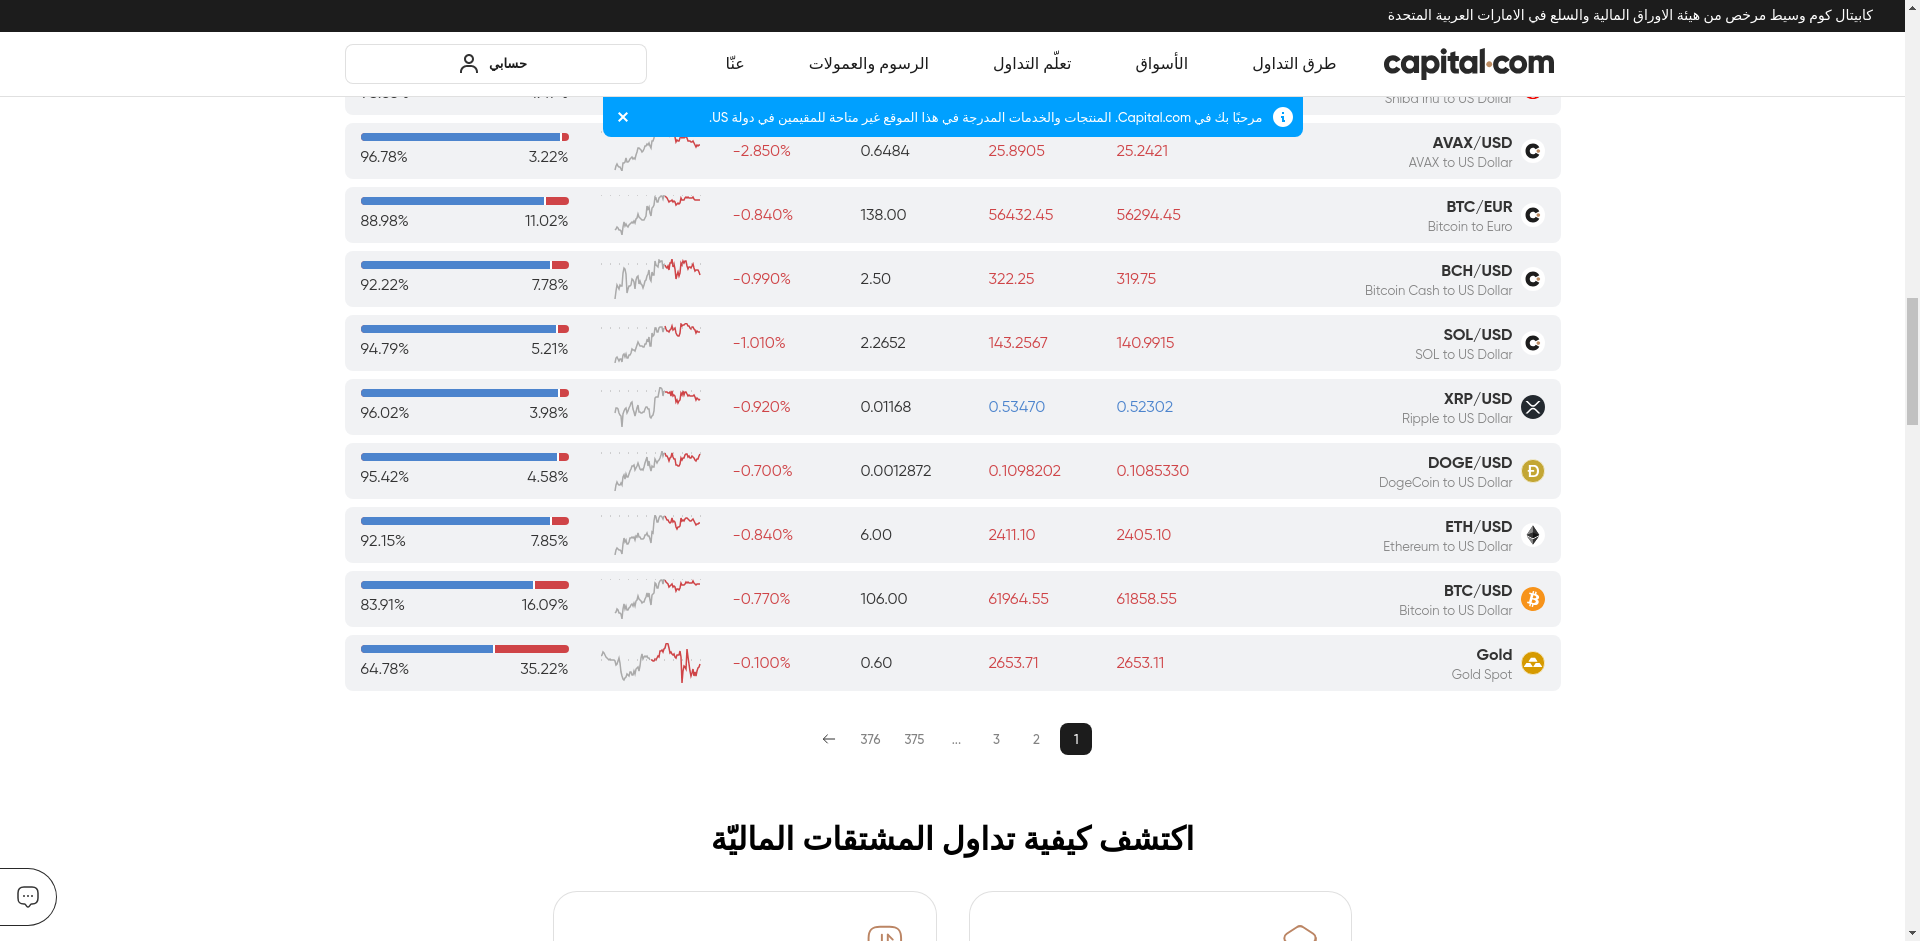 كابيتال كوم وسيط مرخص من هيئة الاوراق المالية والسلع في الامارات العربية المتحدة
capital.com
طرق التداول
الأسواق
تعلّم التداول
الرسوم والعمولات
عنّا
حسابي
مرحبًا بك في Capital.com. المنتجات والخدمات المدرجة في هذا الموقع غير متاحة للمقيمين في دولة US.
Shiba Inu to US Dollar
AVAX/USD
AVAX to US Dollar
25.2421
25.8905
0.6484
-2.850%
3.22%
96.78%
BTC/EUR
Bitcoin to Euro
56294.45
56432.45
138.00
-0.840%
11.02%
88.98%
BCH/USD
Bitcoin Cash to US Dollar
319.75
322.25
2.50
-0.990%
7.78%
92.22%
SOL/USD
SOL to US Dollar
140.9915
143.2567
2.2652
-1.010%
5.21%
94.79%
XRP/USD
Ripple to US Dollar
0.52302
0.53470
0.01168
-0.920%
3.98%
96.02%
DOGE/USD
DogeCoin to US Dollar
0.1085330
0.1098202
0.0012872
-0.700%
4.58%
95.42%
ETH/USD
Ethereum to US Dollar
2405.10
2411.10
6.00
-0.840%
7.85%
92.15%
BTC/USD
Bitcoin to US Dollar
61858.55
61964.55
106.00
-0.770%
16.09%
83.91%
Gold
Gold Spot
2653.11
2653.71
0.60
-0.100%
35.22%
64.78%
1
2
3
...
375
376
اكتشف كيفية تداول المشتقات الماليّة